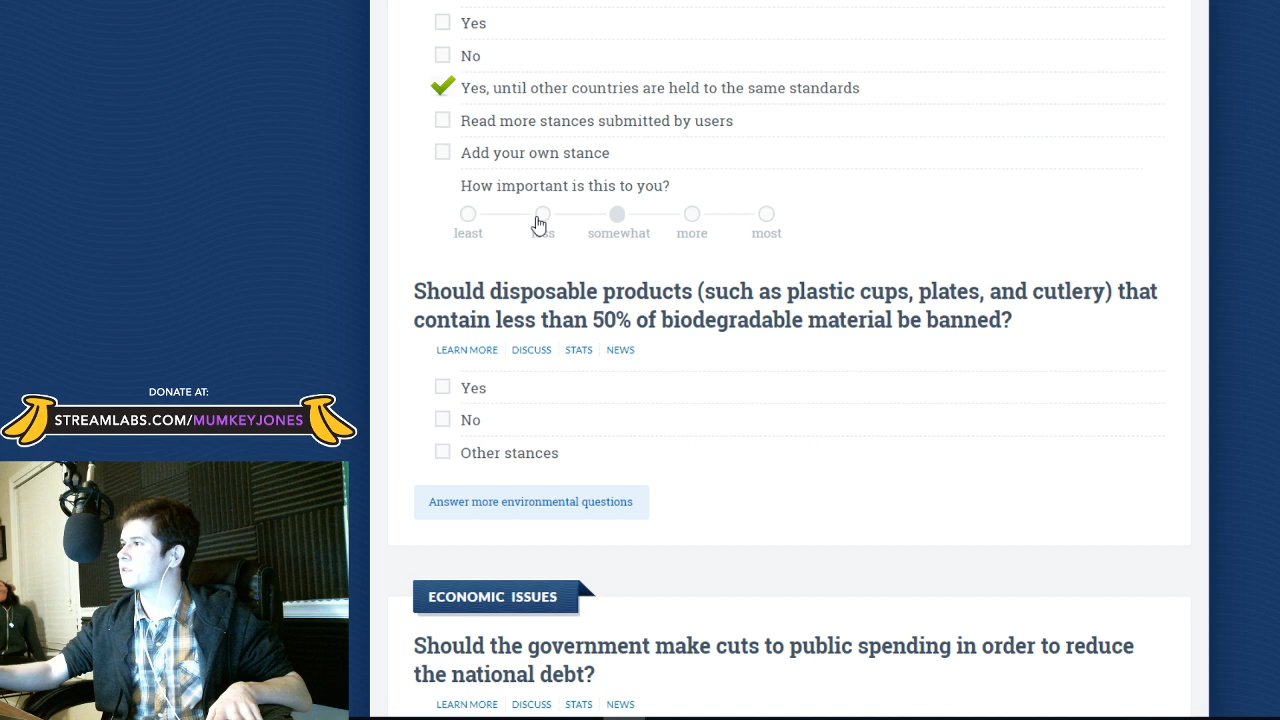 Yes
No
Yes, until other countries are held to the same standards
Read more stances submitted by users
Add your own stance
How important is this to you?
least less somewhat more most
Should disposable products (such as plastic cups, plates, and cutlery) that
contain less than 50% of biodegradable material be banned?
LEARN MORE DISCUSS STATS NEWS
Yes
No
Other stances
Answer more environmental questions
DONATE AT:
STREAMLABS.COM/MUMKEYJONES
ECONOMIC ISSUES
Should the government make cuts to public spending in order to reduce
the national debt?
LEARN MORE DISCUSS STATS NEWS